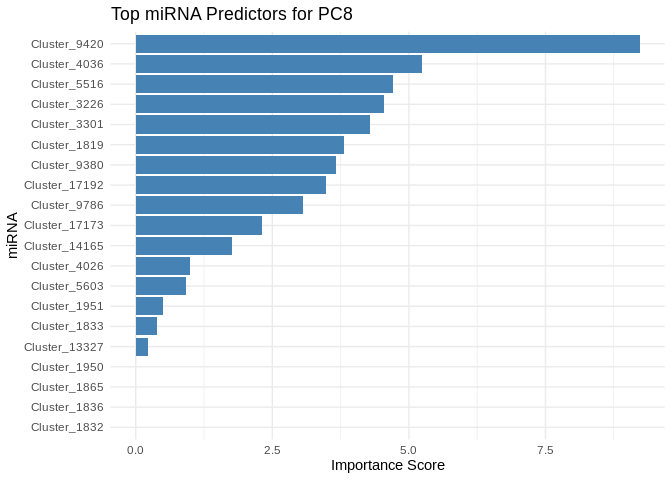 Top miRNA Predictors for PC8
Cluster_9420
Cluster_4036
Cluster_5516
Cluster_3226
Cluster_3301
Cluster_1819
Cluster_9380
Cluster_17192
Cluster_9786
Cluster_17173
Cluster_14165
Cluster_4026
Cluster_5603
Cluster_1951
Cluster_1833
Cluster_13327
Cluster_1950
Cluster_1865
Cluster_1836
Cluster_1832
miRNA
0.0 2.5 5.0 7.5
Importance Score